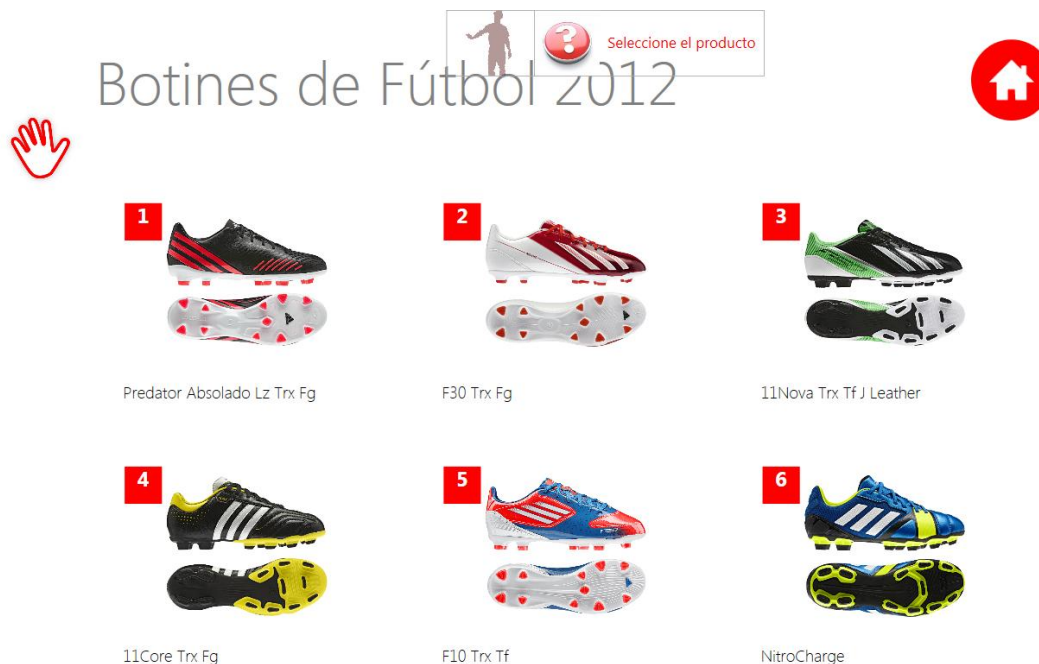 Seleccione el producto
Botines de Fútbol 2012
1
2
3
Predator Absolado Lz Trx Fg
F30 Trx Fg
11Nova Trx Tf J Leather
4
5
6
11Core Trx Fg
F10 Trx Tf
NitroCharge